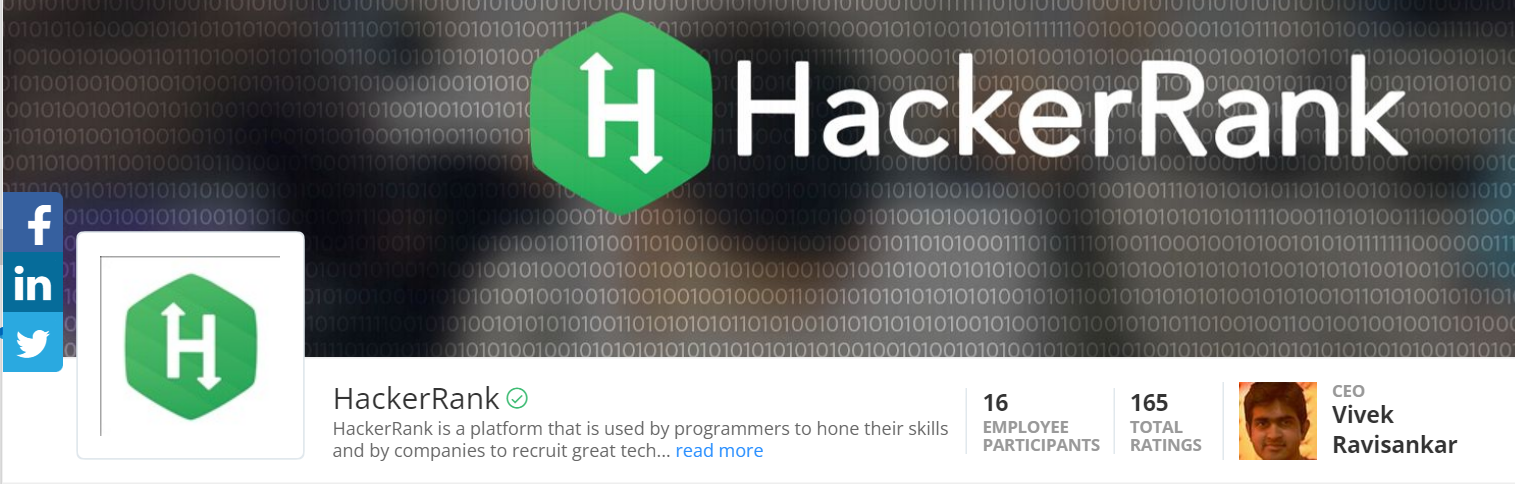 HackerRank
HackerRank
HackerRank is a platform that is used by programmers to hone their skills
and by companies to recruit great tech... read more
16
EMPLOYEE
PARTICIPANTS
165
TOTAL
RATINGS
CEO
Vivek
Ravisankar